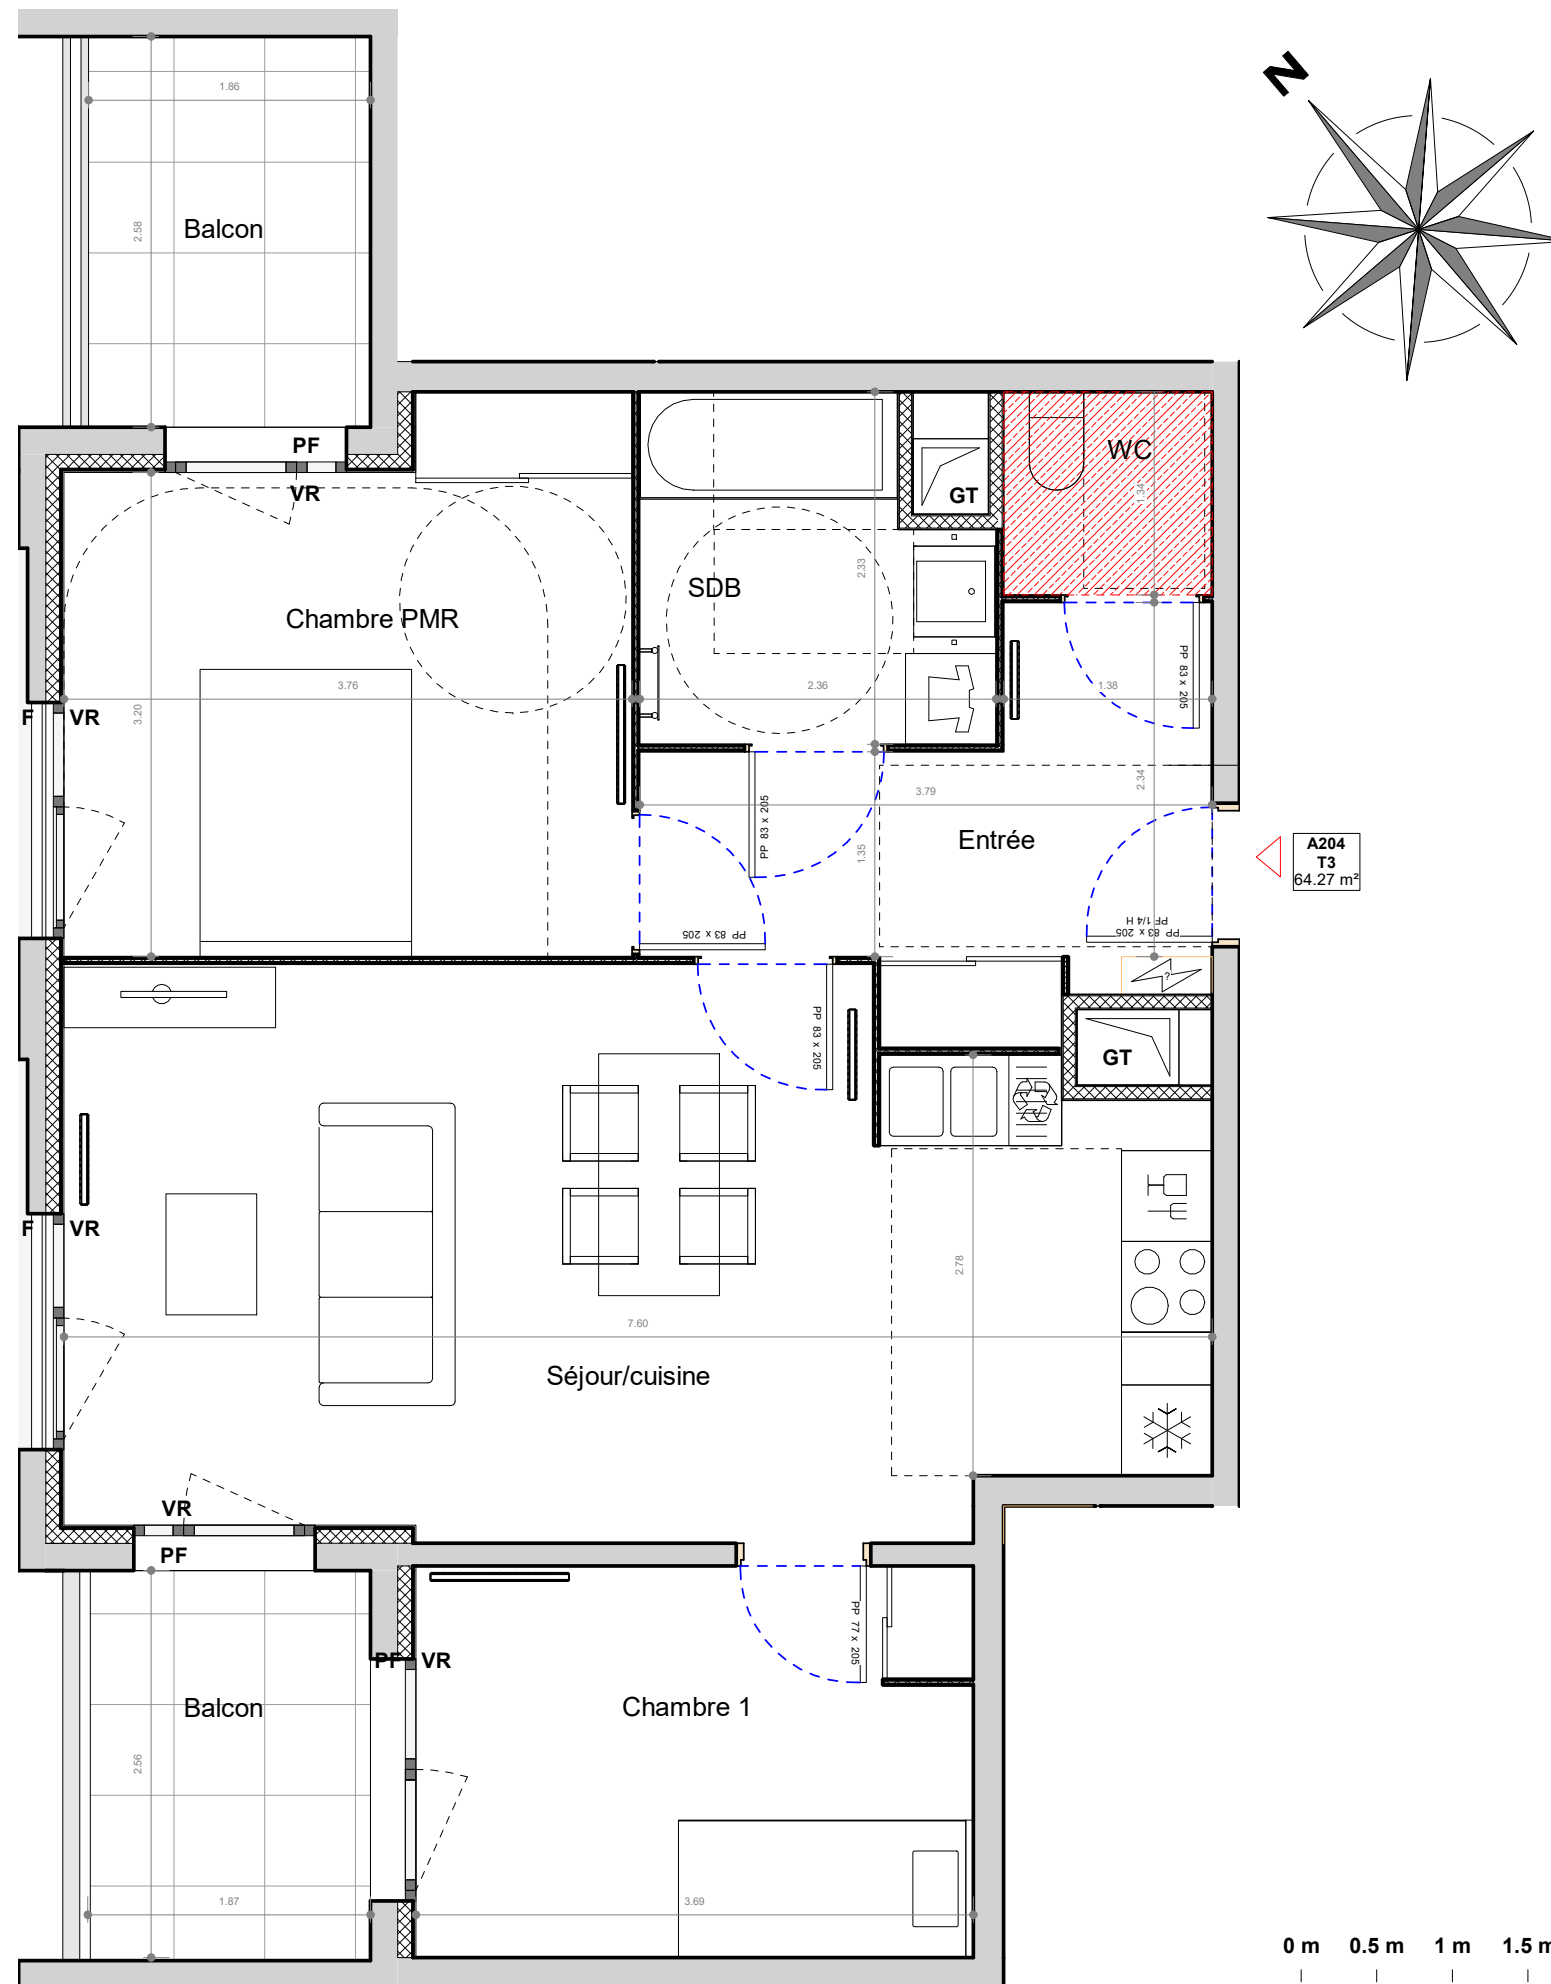 N
1.86
2.58
Balcon
PF
VR
WC
1.34
GT
SDB
2.33
Chambre PMR
PP 83 x 205
3.76
2.36
1.38
3.20
F
VR
2.34
3.79
PP 83 x 205
Entrée
1.35
A204
T3
64.27 m²
PF 1/4 H
PP 83 x 205
PP 83 x 205
?
PP 83 x 205
GT
F
VR
2.78
7.60
Séjour/cuisine
VR
PF
PP 77 x 205
PF
VR
Balcon
Chambre 1
2.56
1.87
3.69
0 m 0.5 m 1 m 1.5 m